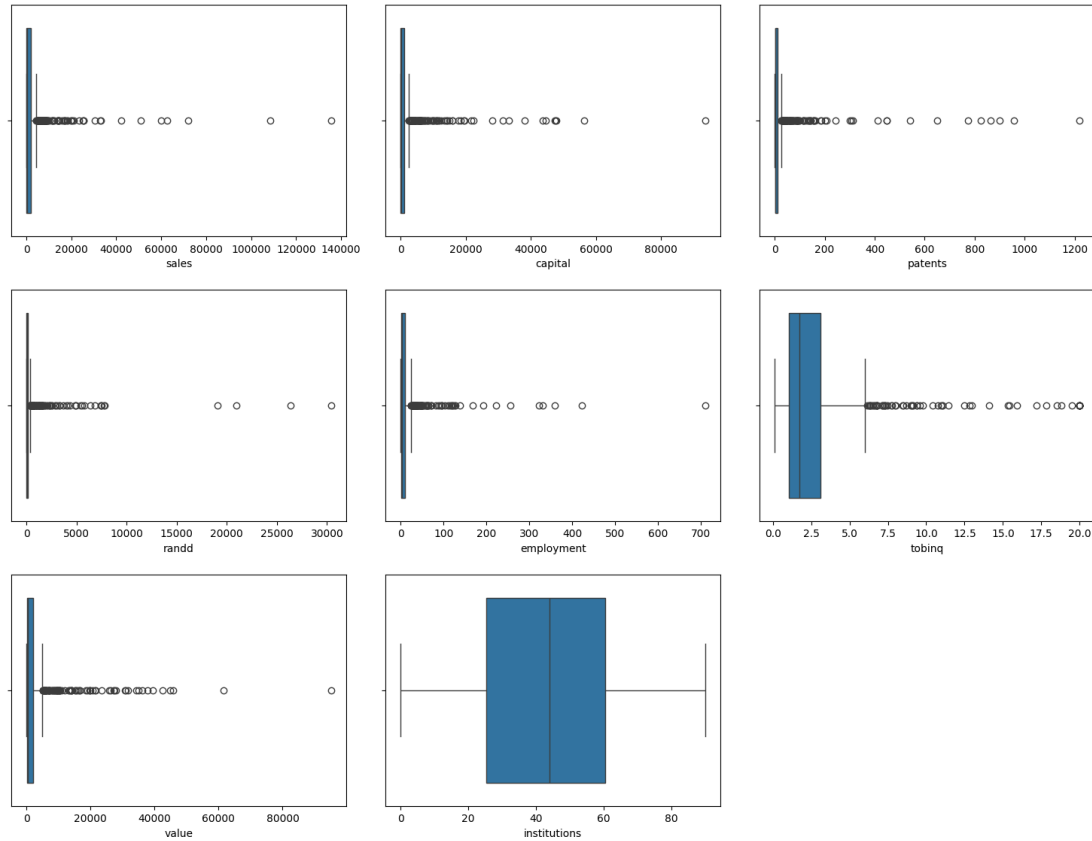 0 20000 40000 60000 80000 100000 120000 140000
sales
0 20000 40000 60000 80000
capital
0 200 400 600 800 1000 1200
patents
0 5000 10000 15000 20000 25000 30000
randd
0 100 200 300 400 500 600 700
employment
0.0 2.5 5.0 7.5 10.0 12.5 15.0 17.5 20.0
tobinq
0 20000 40000 60000 80000
value
0 20 40 60 80
institutions